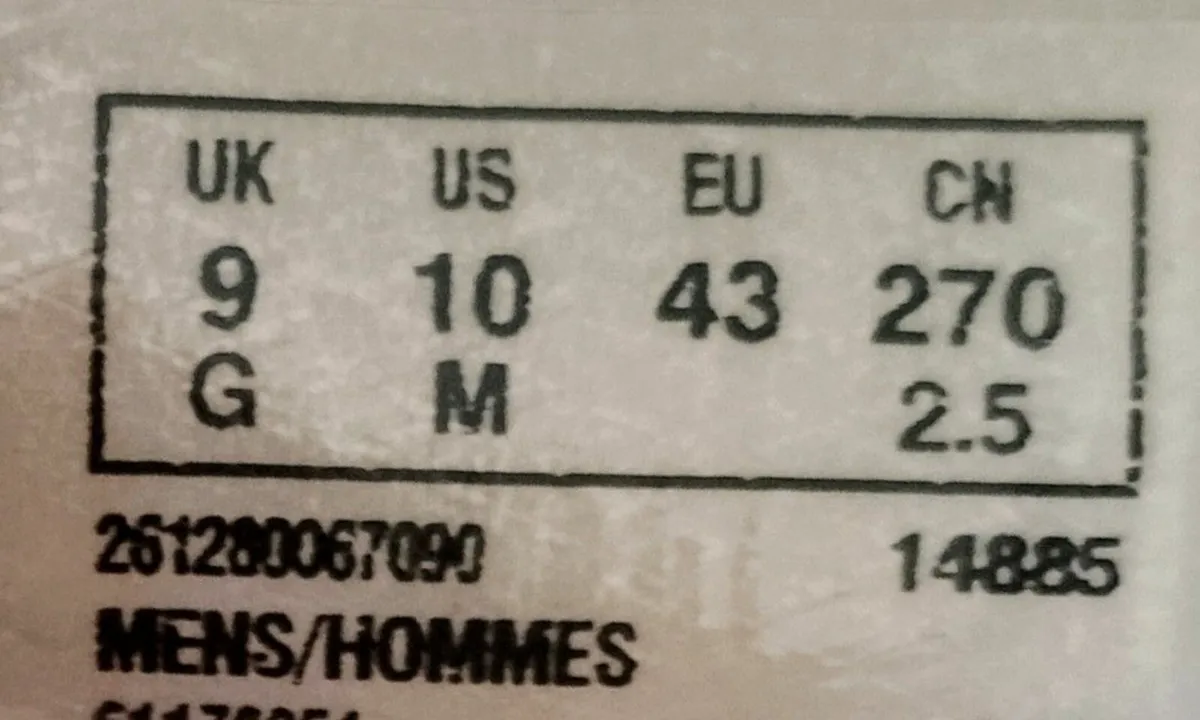 UK US EU CN
9 10 43 270
G M 2.5
261280067090 14885
MENS/HOMMES